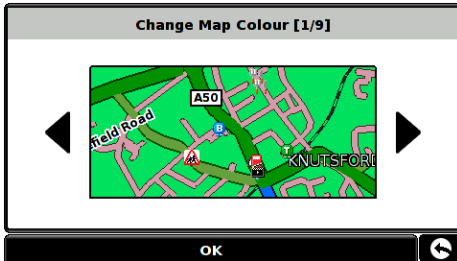 Change Map Colour [1/9]
A50
field Road
B
T
KNUTSFORD
OK